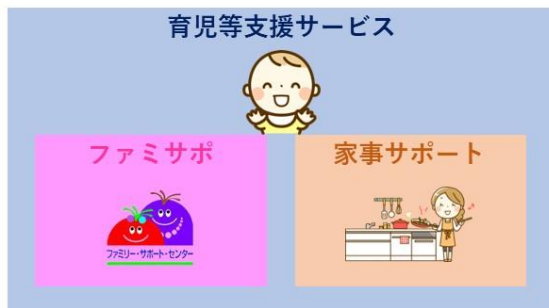 育児等支援サービス
ファミサポ
家事サポート
ファミリー・サポート・センター